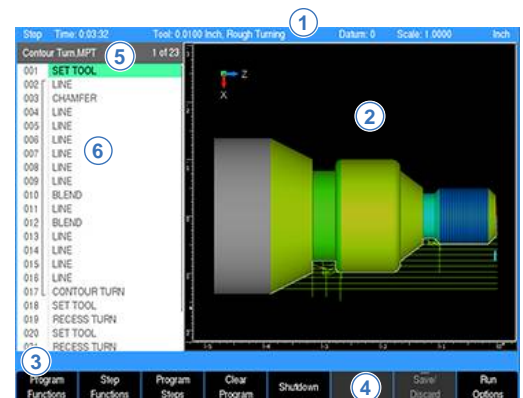 1
Stop Time: 0:03:32 Tool: 0.0100 Inch, Rough Turning Datum: 0 Scale: 1.0000 Inch
Contour Turn.MPT 5 1 of 23
001 SET TOOL
002 LINE
003 CHAMFER
004 LINE
005 LINE
006 LINE
007 LINE
008 LINE
009 LINE
010 BLEND
011 LINE
012 BLEND
013 LINE
014 LINE
015 LINE
016 LINE
017 CONTOUR TURN
018 SET TOOL
019 RECESS TURN
020 SET TOOL
RECESS TURN
6
Z
X
2
3
Program Functions
Step Functions
Program Steps
Clear Program
Shutdown
4
Save/ Discard
Run Options